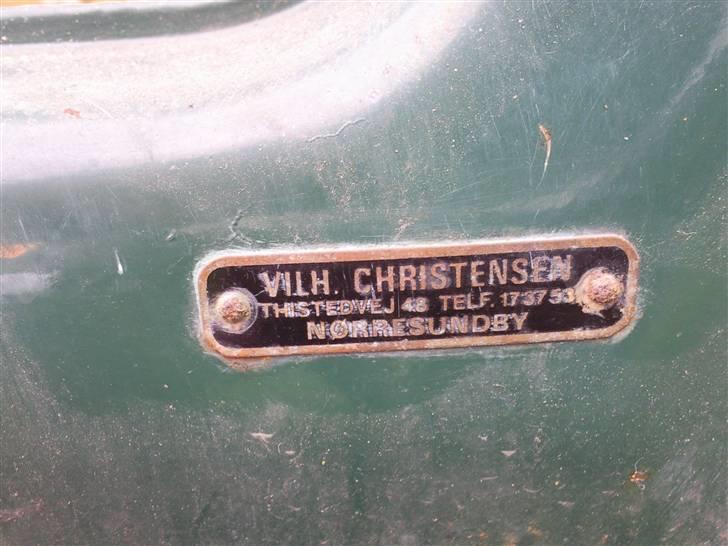 VILH. CHRISTENSEN
THISTEDVEJ 48 TELF. 17 37 53
NØRRESUNDBY